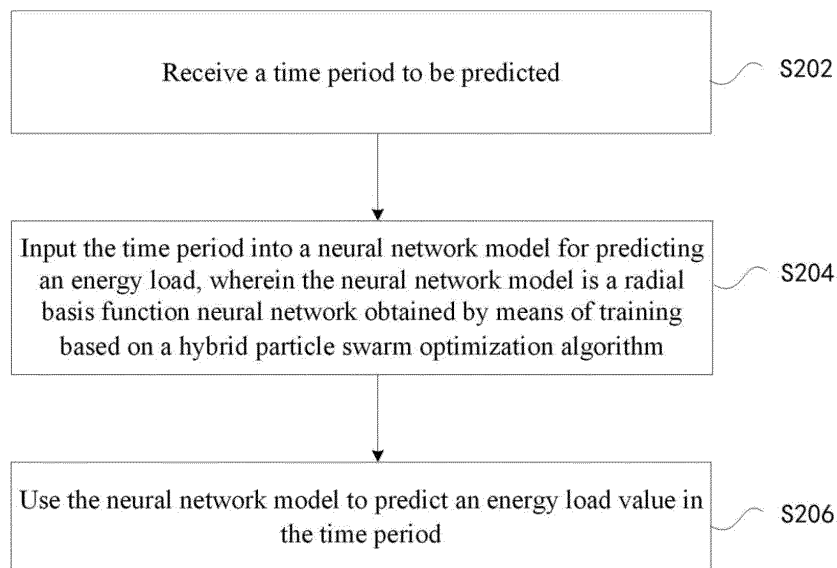 Receive a time period to be predicted
S202
Input the time period into a neural network model for predicting
an energy load, wherein the neural network model is a radial
basis function neural network obtained by means of training
based on a hybrid particle swarm optimization algorithm
S204
Use the neural network model to predict an energy load value in
the time period
S206